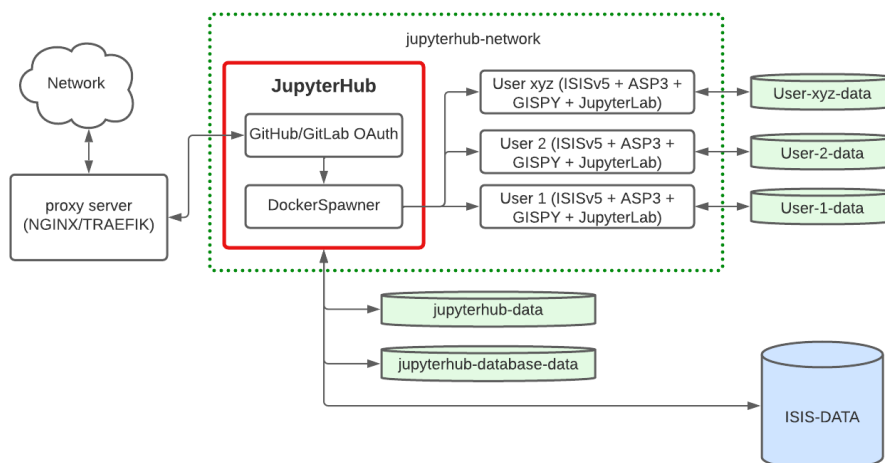 jupyterhub-network
Network
JupyterHub
User xyz (ISISv5 + ASP3 +
GISPY + JupyterLab)
User-xyz-data
GitHub/GitLab OAuth
User 2 (ISISv5 + ASP3 +
GISPY + JupyterLab)
User-2-data
proxy server
(NGINX/TRAEFIK)
DockerSpawner
User 1 (ISISv5 + ASP3 +
GISPY + JupyterLab)
User-1-data
jupyterhub-data
jupyterhub-database-data
ISIS-DATA